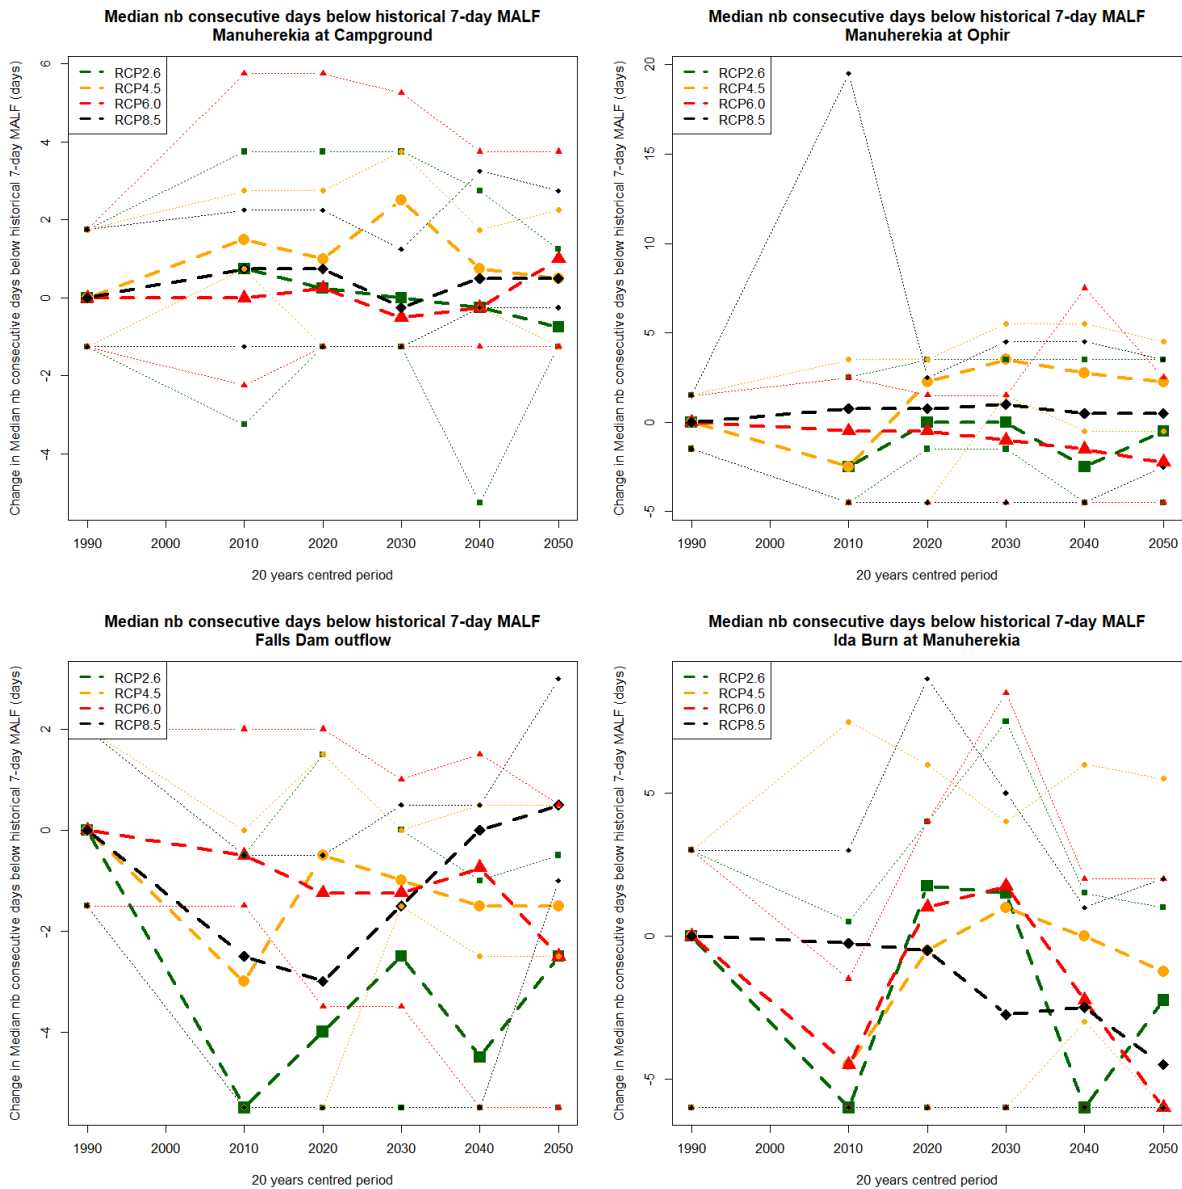 Median nb consecutive days below historical 7-day MALF
Manuherekia at Campground
Change in Median nb consecutive days below historical 7-day MALF (days)
6
4
2
0
-2
-4
RCP2.6
RCP4.5
RCP6.0
RCP8.5
1990 2000 2010 2020 2030 2040 2050
20 years centred period
Median nb consecutive days below historical 7-day MALF
Manuherekia at Ophir
Change in Median nb consecutive days below historical 7-day MALF (days)
20
15
10
5
0
-5
RCP2.6
RCP4.5
RCP6.0
RCP8.5
1990 2000 2010 2020 2030 2040 2050
20 years centred period
Median nb consecutive days below historical 7-day MALF
Falls Dam outflow
Change in Median nb consecutive days below historical 7-day MALF (days)
2
0
-2
-4
RCP2.6
RCP4.5
RCP6.0
RCP8.5
1990 2000 2010 2020 2030 2040 2050
20 years centred period
Median nb consecutive days below historical 7-day MALF
Ida Burn at Manuherekia
Change in Median nb consecutive days below historical 7-day MALF (days)
5
0
-5
RCP2.6
RCP4.5
RCP6.0
RCP8.5
1990 2000 2010 2020 2030 2040 2050
20 years centred period